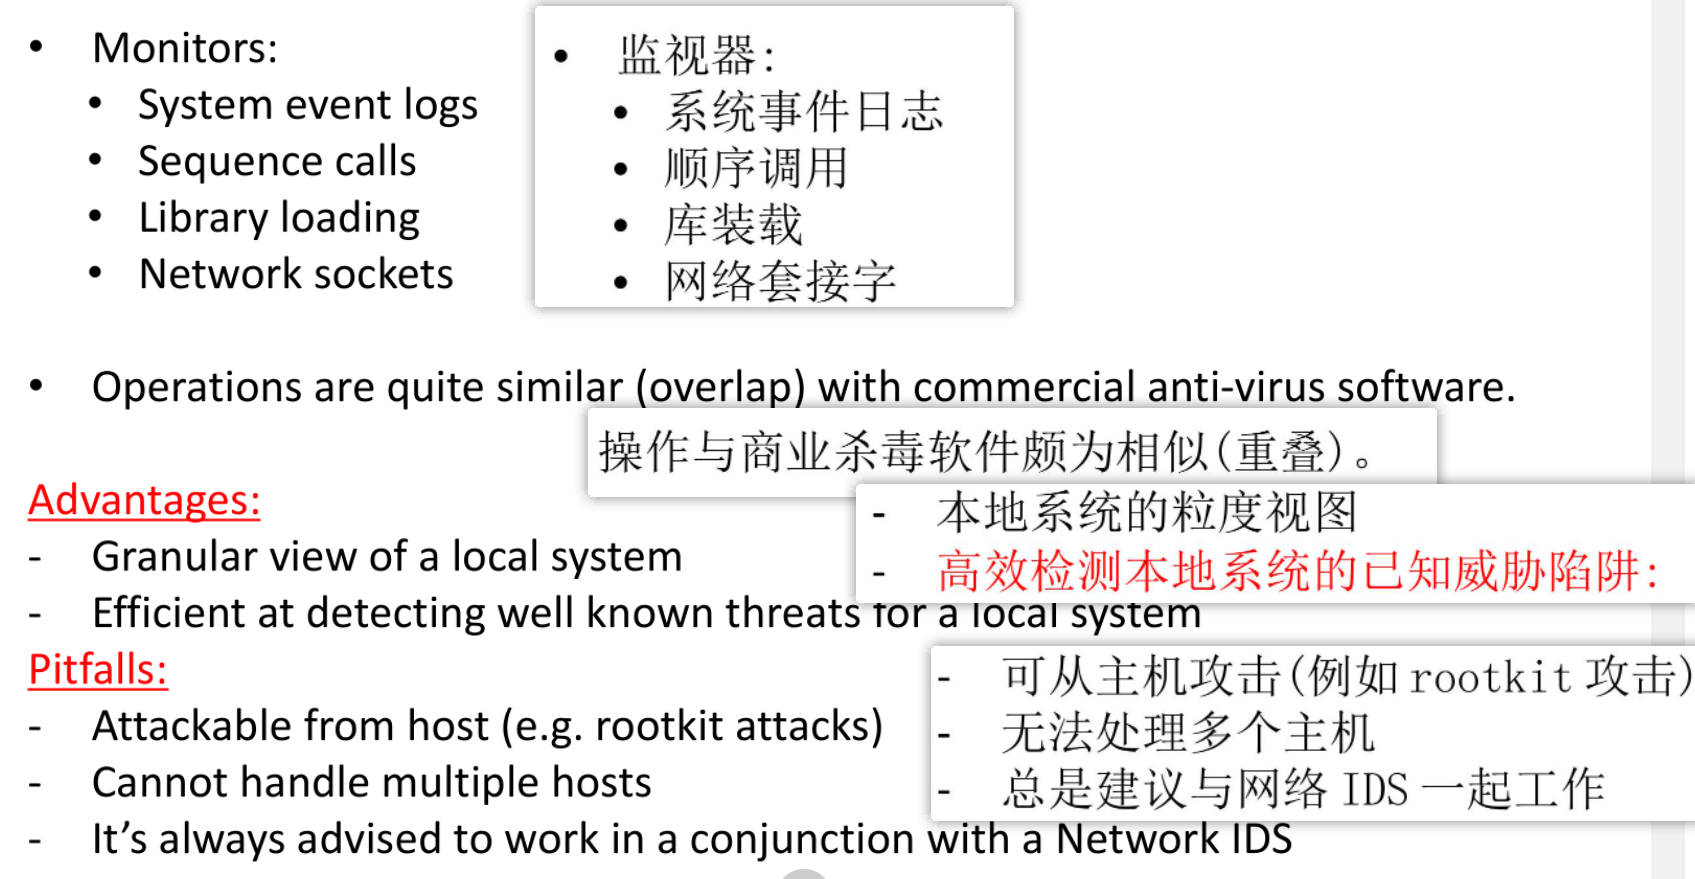 • Monitors:
• System event logs
• Sequence calls
• Library loading
• Network sockets
• 监视器:
• 系统事件日志
• 顺序调用
• 库装载
• 网络套接字
• Operations are quite similar (overlap) with commercial anti-virus software.
操作与商业杀毒软件颇为相似(重叠)。
Advantages:
- Granular view of a local system
- Efficient at detecting well known threats for a local system
- 本地系统的粒度视图
- 高效检测本地系统的已知威胁陷阱:
Pitfalls:
- Attackable from host (e.g. rootkit attacks)
- Cannot handle multiple hosts
- It’s always advised to work in a conjunction with a Network IDS
- 可从主机攻击(例如 rootkit 攻击)
- 无法处理多个主机
- 总是建议与网络 IDS 一起工作